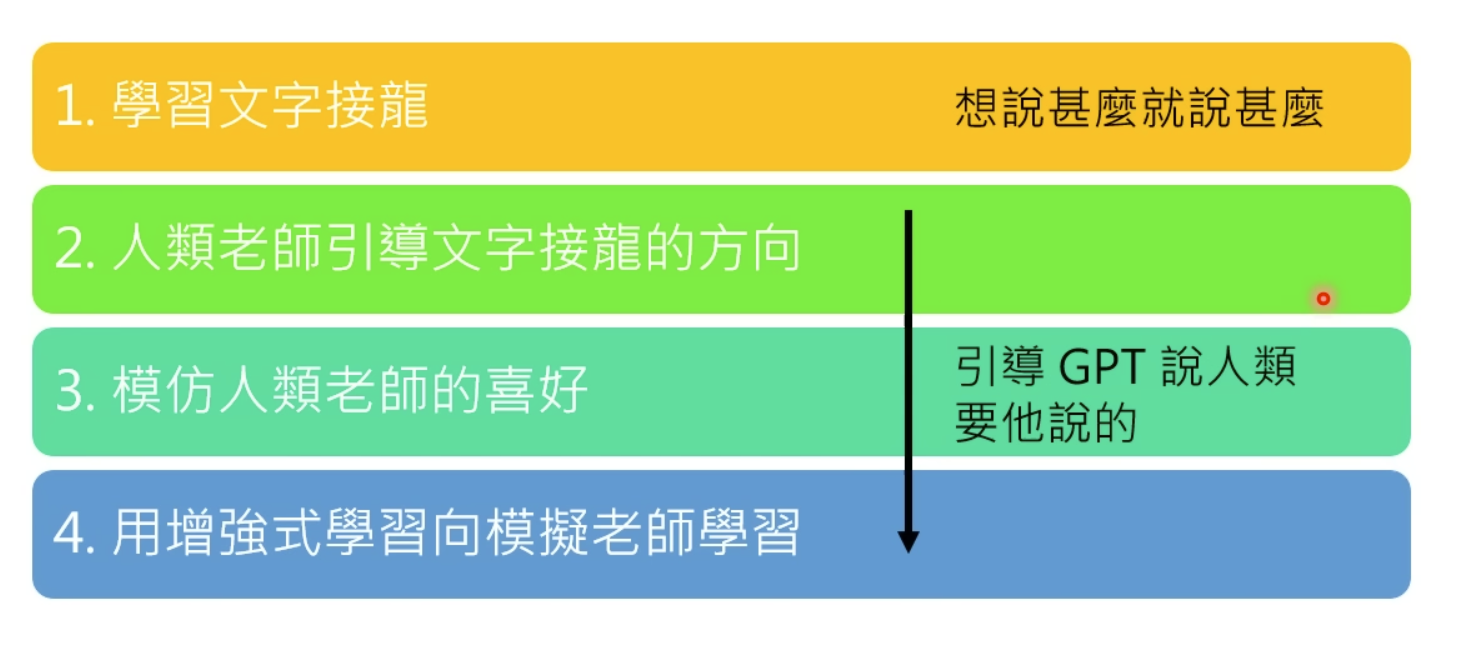 1. 學習文字接龍
想說甚麼就說甚麼
2. 人類老師引導文字接龍的方向
3. 模仿人類老師的喜好
引導 GPT 說人類
要他說的
4. 用增強式學習向模擬老師學習